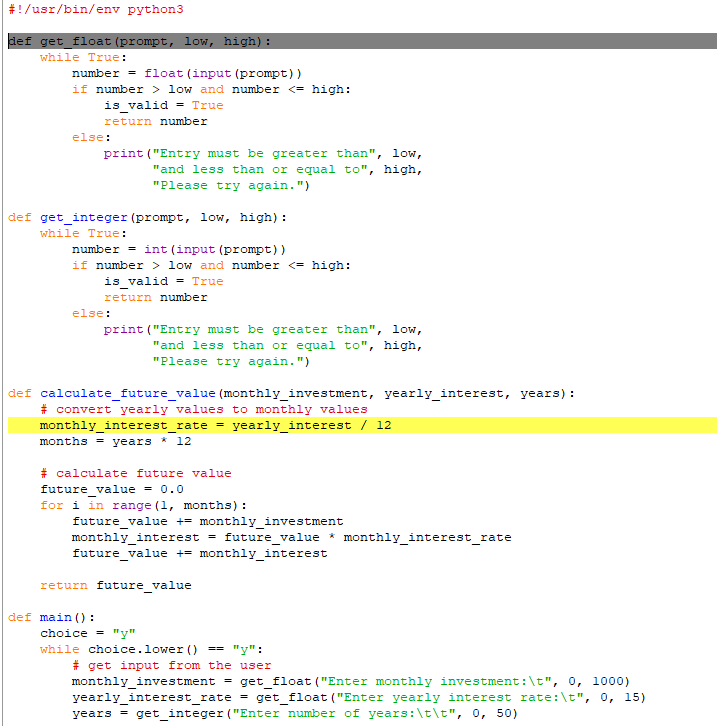 #!/usr/bin/env python3
def get_float(prompt, low, high):
    while True:
        number = float(input(prompt))
        if number > low and number <= high:
            is_valid = True
            return number
        else:
            print("Entry must be greater than", low,
                  "and less than or equal to", high,
                  "Please try again.")
def get_integer(prompt, low, high):
    while True:
        number = int(input(prompt))
        if number > low and number <= high:
            is_valid = True
            return number
        else:
            print("Entry must be greater than", low,
                  "and less than or equal to", high,
                  "Please try again.")
def calculate_future_value(monthly_investment, yearly_interest, years):
    # convert yearly values to monthly values
    monthly_interest_rate = yearly_interest / 12
    months = years * 12
    # calculate future value
    future_value = 0.0
    for i in range(1, months):
        future_value += monthly_investment
        monthly_interest = future_value * monthly_interest_rate
        future_value += monthly_interest
    return future_value
def main():
    choice = "y"
    while choice.lower() == "y":
        # get input from the user
        monthly_investment = get_float("Enter monthly investment:\t", 0, 1000)
        yearly_interest_rate = get_float("Enter yearly interest rate:\t", 0, 15)
        years = get_integer("Enter number of years:\t\t", 0, 50)